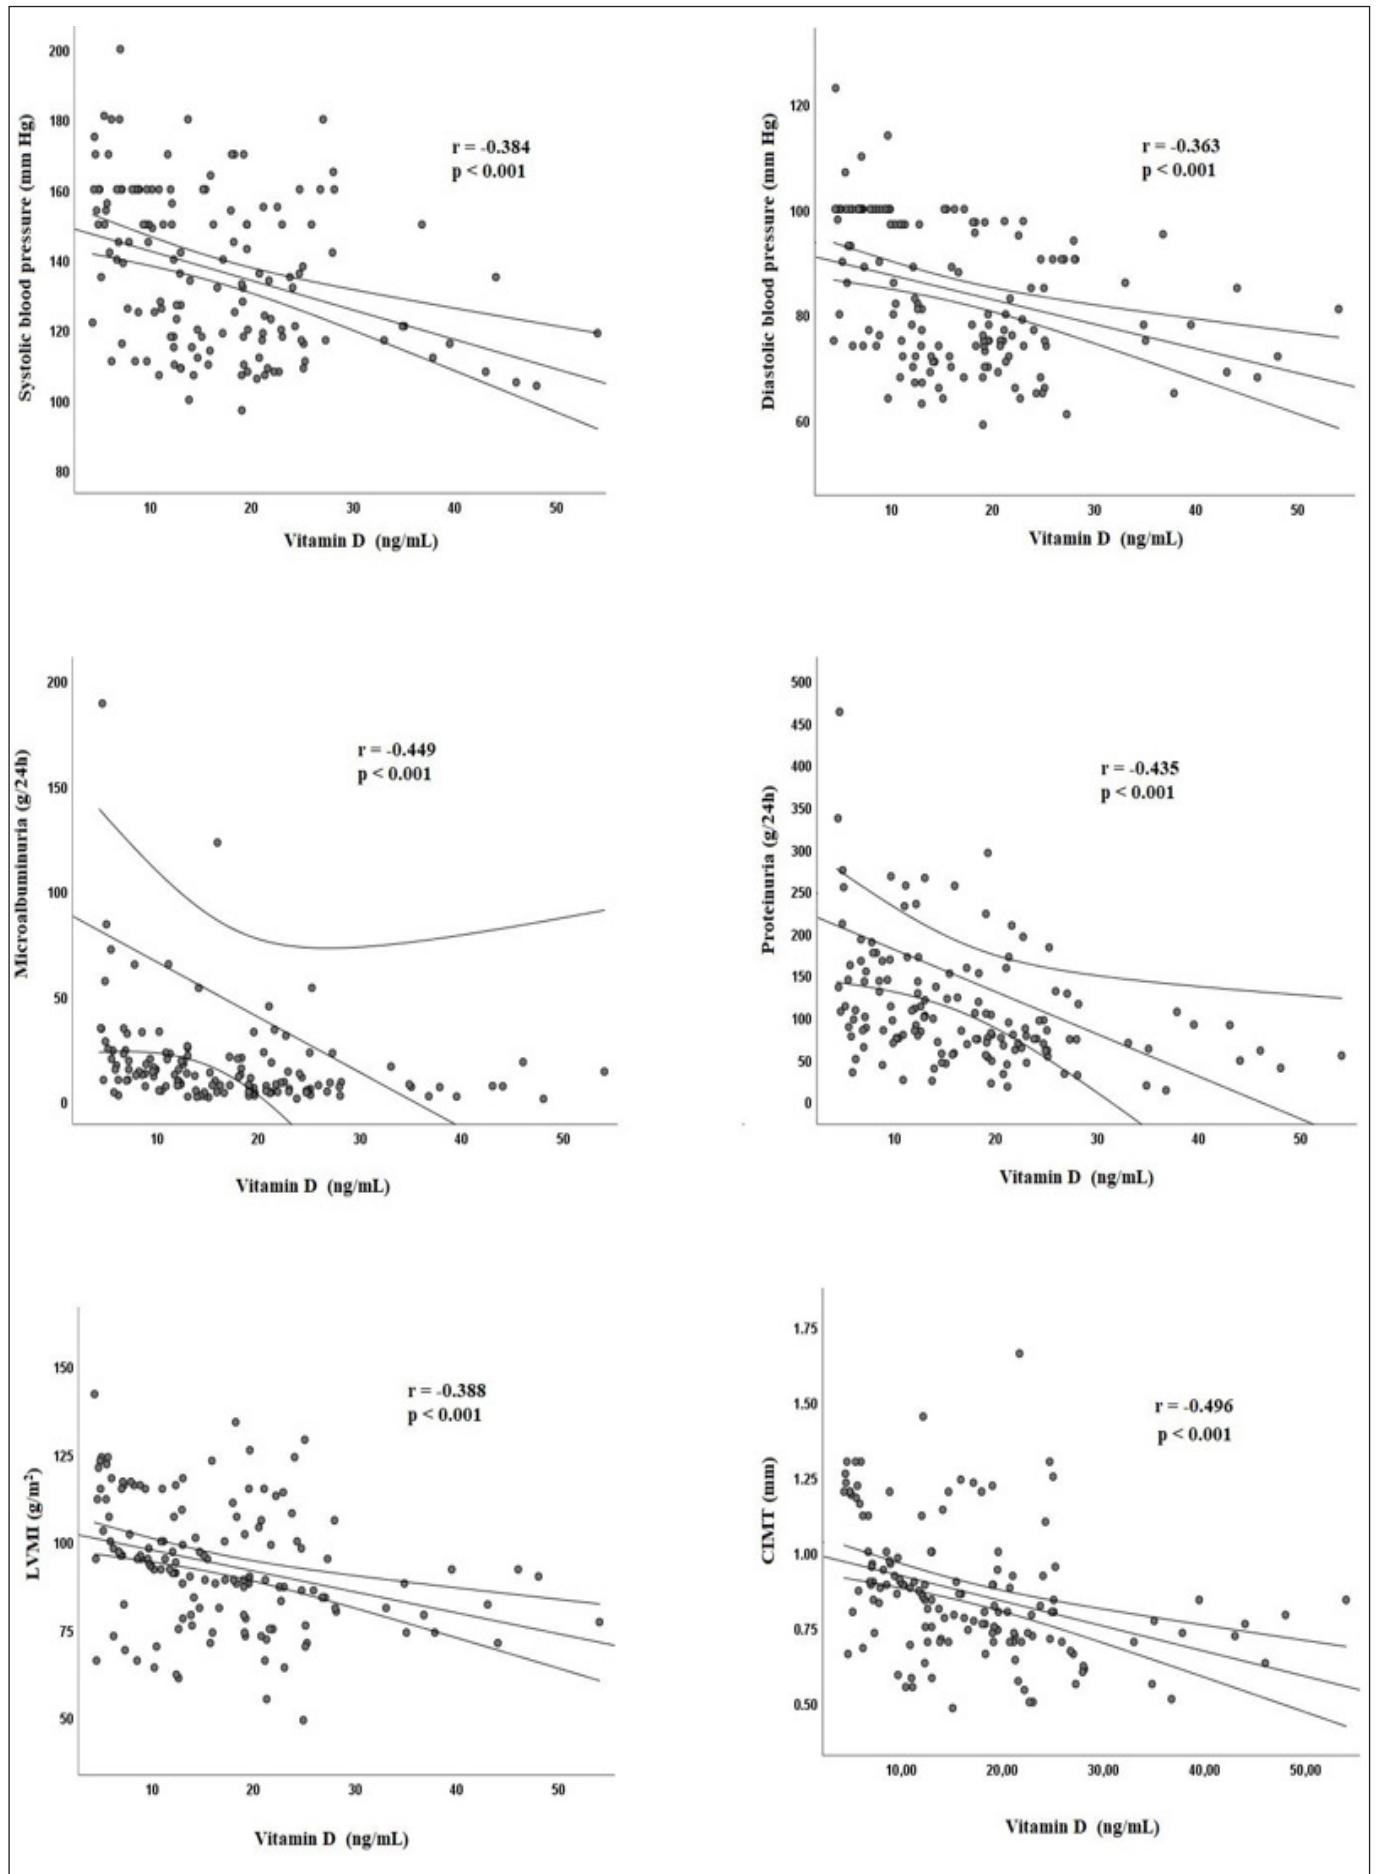 200
180
160
140
120
100
80
Systolic blood pressure (mm Hg)
r = -0.384
p < 0.001
10 20 30 40 50
Vitamin D (ng/mL)
120
100
80
60
Diastolic blood pressure (mm Hg)
r = -0.363
p < 0.001
10 20 30 40 50
Vitamin D (ng/mL)
200
150
100
50
0
Microalbuminuria (g/24h)
r = -0.449
p < 0.001
10 20 30 40 50
Vitamin D (ng/mL)
500
450
400
350
300
250
200
150
100
50
0
Proteinuria (g/24h)
r = -0.435
p < 0.001
10 20 30 40 50
Vitamin D (ng/mL)
150
125
100
75
50
LVMI (g/m²)
r = -0.388
p < 0.001
10 20 30 40 50
Vitamin D (ng/mL)
1.75
1.50
1.25
1.00
0.75
0.50
CIMT (mm)
r = -0.496
p < 0.001
10,00 20,00 30,00 40,00 50,00
Vitamin D (ng/mL)